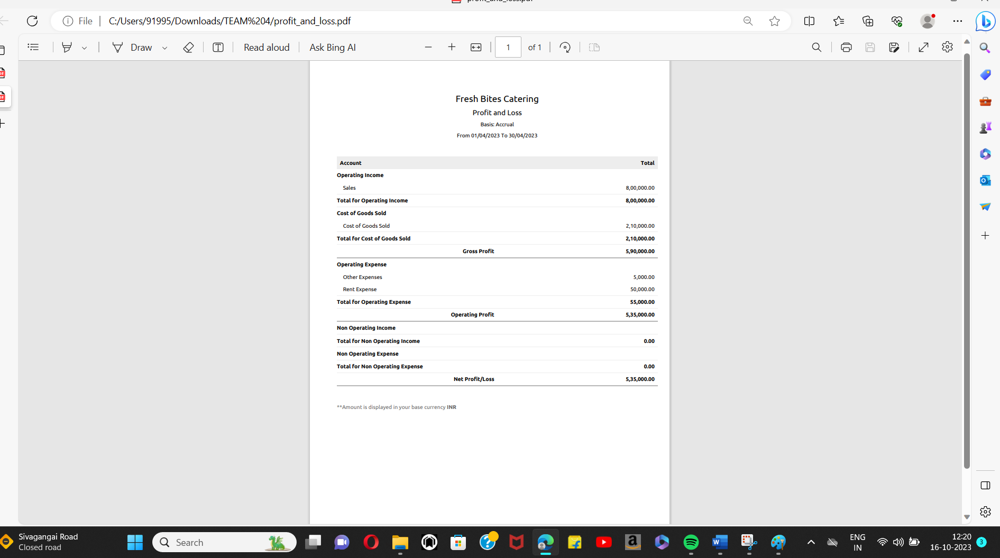 File C:/Users/91995/Downloads/TEAM%204/profit_and_loss.pdf
Draw Read aloud Ask Bing AI 1 of 1
Fresh Bites Catering
Profit and Loss
Basis: Accrual
From 01/04/2023 To 30/04/2023
Account Total
Operating Income
Sales 8,00,000.00
Total for Operating Income 8,00,000.00
Cost of Goods Sold
Cost of Goods Sold 2,10,000.00
Total for Cost of Goods Sold 2,10,000.00
Gross Profit 5,90,000.00
Operating Expense
Other Expenses 5,000.00
Rent Expense 50,000.00
Total for Operating Expense 55,000.00
Operating Profit 5,35,000.00
Non Operating Income
Total for Non Operating Income 0.00
Non Operating Expense
Total for Non Operating Expense 0.00
Net Profit/Loss 5,35,000.00
**Amount is displayed in your base currency INR
Sivagangai Road
Closed road
Search
ENG
IN
12:20
16-10-2023
3